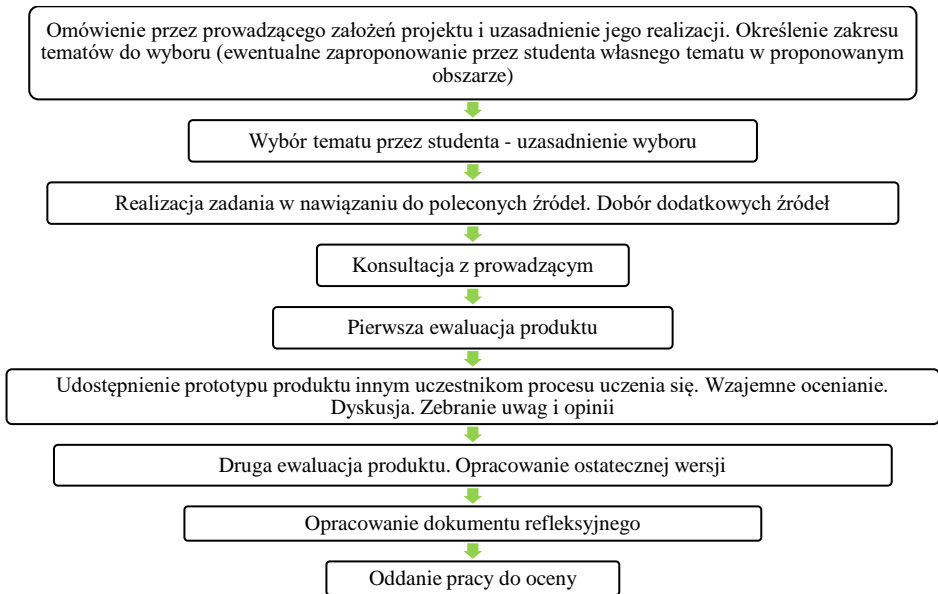 Omówienie przez prowadzącego założeń projektu i uzasadnienie jego realizacji. Określenie zakresu
tematów do wyboru (ewentualne zaproponowanie przez studenta własnego tematu w proponowanym
obszarze)
Wybór tematu przez studenta - uzasadnienie wyboru
Realizacja zadania w nawiązaniu do poleconych źródeł. Dobór dodatkowych źródeł
Konsultacja z prowadzącym
Pierwsza ewaluacja produktu
Udostępnienie prototypu produktu innym uczestnikom procesu uczenia się. Wzajemne ocenianie.
Dyskusja. Zebranie uwag i opinii
Druga ewaluacja produktu. Opracowanie ostatecznej wersji
Opracowanie dokumentu refleksyjnego
Oddanie pracy do oceny